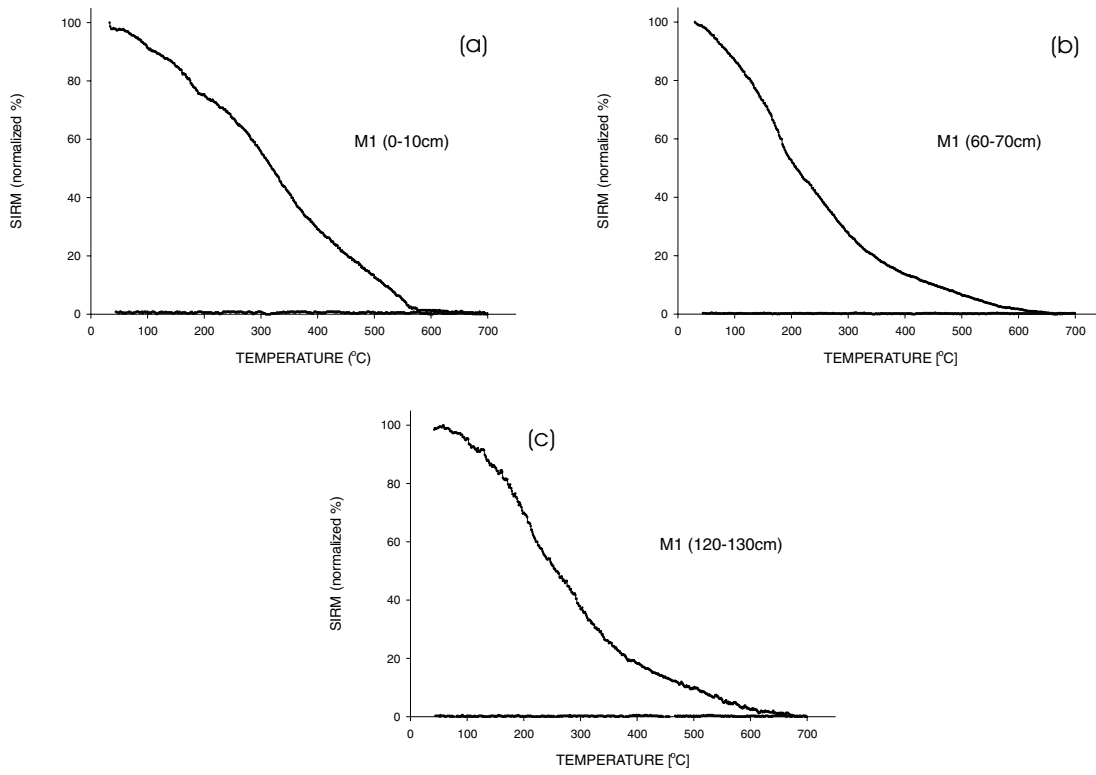 (a)
100
80
60
40
20
0
SIRM (normalized %)
M1 (0-10cm)
0 100 200 300 400 500 600 700
TEMPERATURE (°C)
(b)
100
80
60
40
20
0
SIRM (normalized %)
M1 (60-70cm)
0 100 200 300 400 500 600 700
TEMPERATURE [°C]
(c)
100
80
60
40
20
0
SIRM (normalized %)
M1 (120-130cm)
0 100 200 300 400 500 600 700
TEMPERATURE [°C]